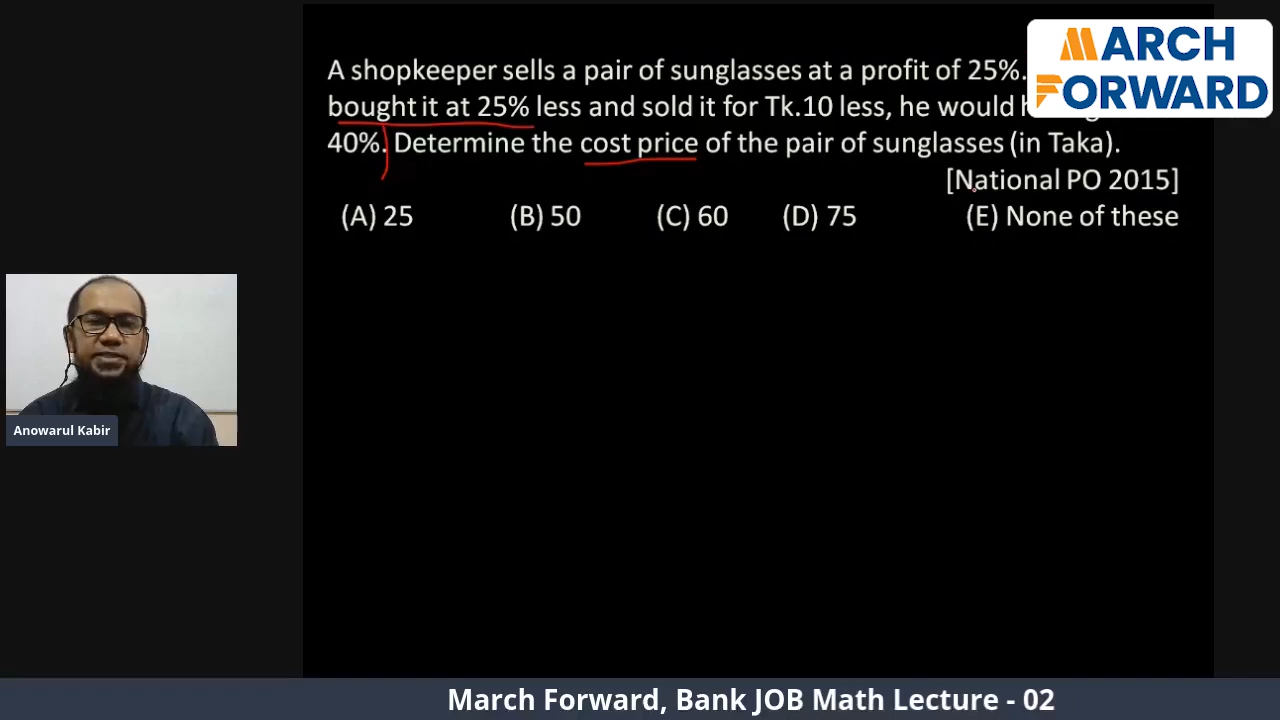 MARCH
FORWARD
A shopkeeper sells a pair of sunglasses at a profit of 25%.
bought it at 25% less and sold it for Tk.10 less, he would
40%. Determine the cost price of the pair of sunglasses (in Taka).
[National PO 2015]
(A) 25 (B) 50 (C) 60 (D) 75 (E) None of these
Anowarul Kabir
March Forward, Bank JOB Math Lecture - 02